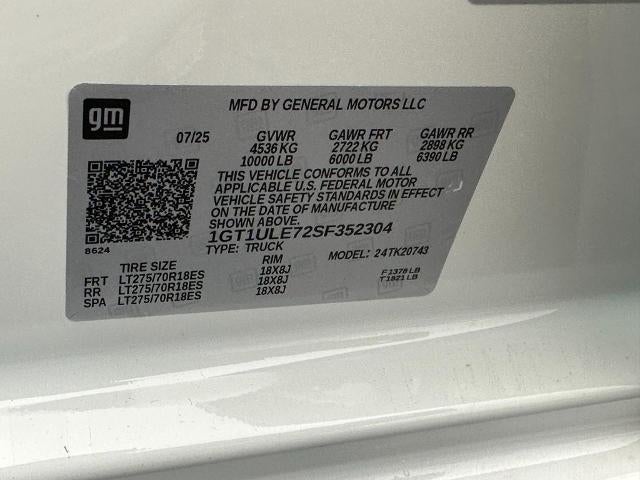 gm
MFD BY GENERAL MOTORS LLC
07/25 GVWR GAWR FRT GAWR RR
4536 KG 2722 KG 2898 KG
10000 LB 6000 LB 6390 LB
THIS VEHICLE CONFORMS TO ALL
APPLICABLE U.S. FEDERAL MOTOR
VEHICLE SAFETY STANDARDS IN EFFECT
ON THE DATE OF MANUFACTURE
SHOWN ABOVE.
1GT1ULE72SF352304
8624
TYPE: TRUCK MODEL: 24TK20743
TIRE SIZE RIM
FRT LT275/70R18ES 18X8J F1378 LB
RR LT275/70R18ES 18X8J T1821 LB
SPA LT275/70R18ES 18X8J